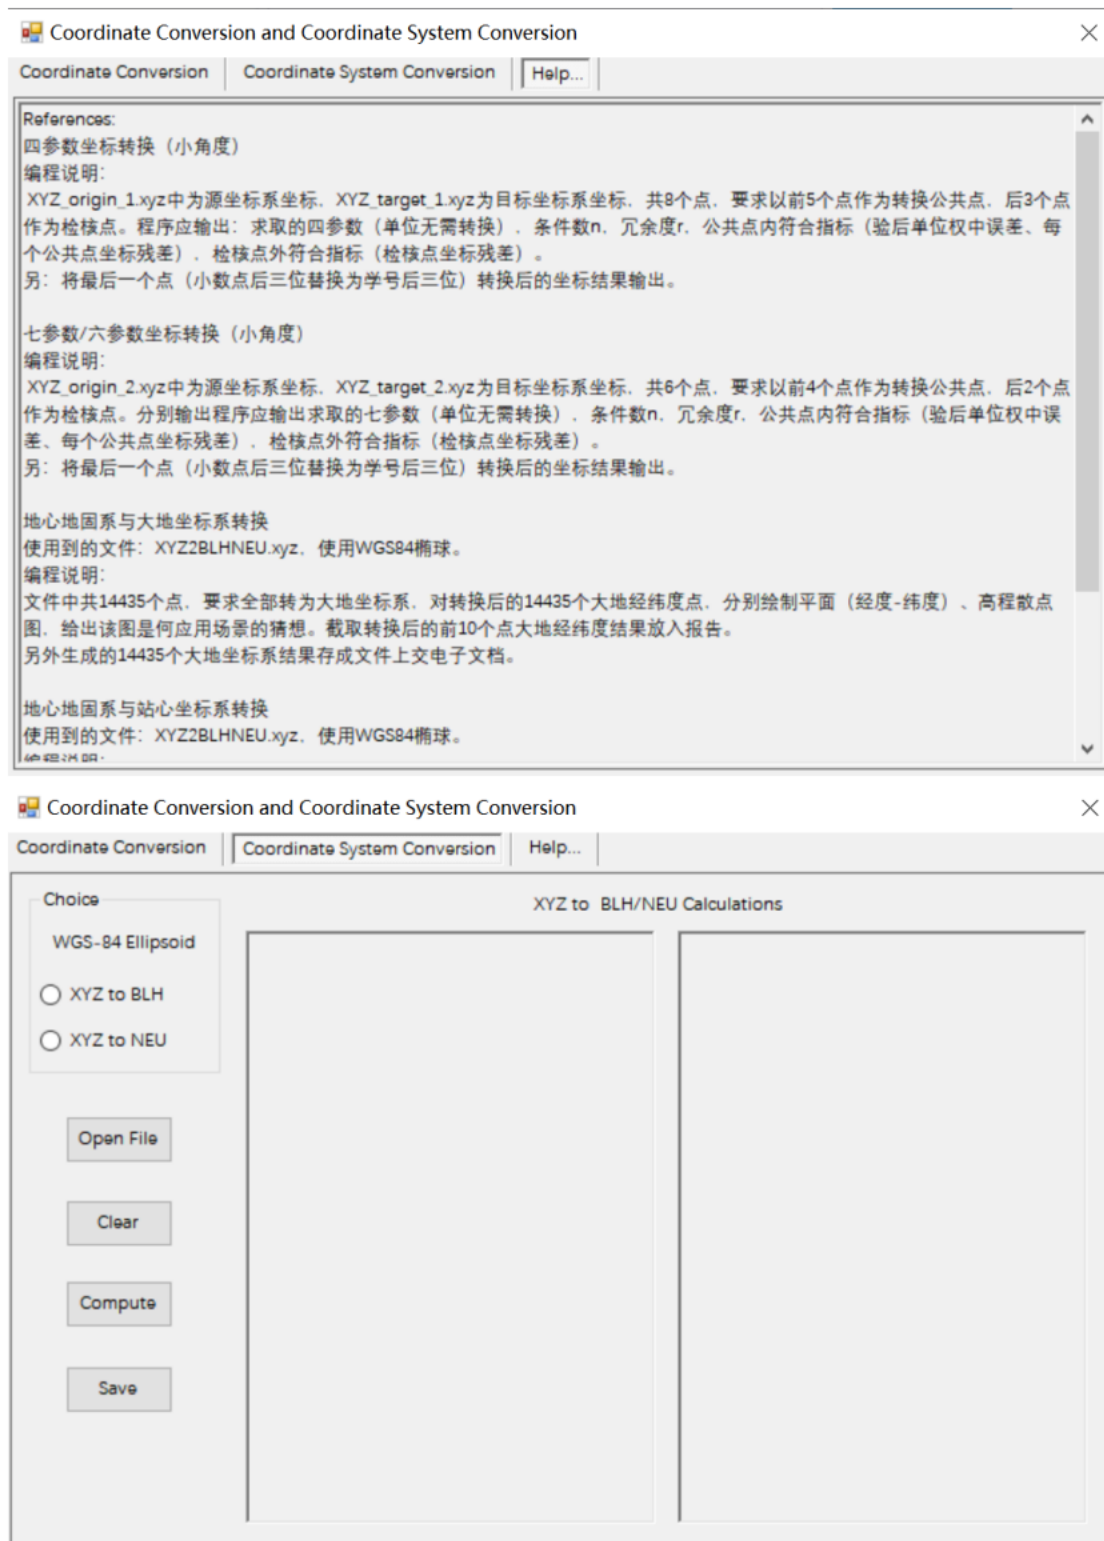 Coordinate Conversion and Coordinate System Conversion
Coordinate Conversion
Coordinate System Conversion
Help...
References:
四参数坐标转换（小角度）
编程说明：
XYZ_origin_1.xyz中为源坐标系坐标，XYZ_target_1.xyz为目标坐标系坐标，共8个点，要求以前5个点作为转换公共点，后3个点
作为检核点。程序应输出：求取的四参数（单位无需转换），条件数n，冗余度r，公共点内符合指标（验后单位权中误差、每
个公共点坐标残差），检核点外符合指标（检核点坐标残差）。
另：将最后一个点（小数点后三位替换为学号后三位）转换后的坐标结果输出。
七参数/六参数坐标转换（小角度）
编程说明：
XYZ_origin_2.xyz中为源坐标系坐标，XYZ_target_2.xyz为目标坐标系坐标，共6个点，要求以前4个点作为转换公共点，后2个点
作为检核点。分别输出程序应输出求取的七参数（单位无需转换），条件数n，冗余度r，公共点内符合指标（验后单位权中误
差、每个公共点坐标残差），检核点外符合指标（检核点坐标残差）。
另：将最后一个点（小数点后三位替换为学号后三位）转换后的坐标结果输出。
地心地固系与大地坐标系转换
使用到的文件：XYZ2BLHNEU.xyz，使用WGS84椭球。
编程说明：
文件中共14435个点，要求全部转为大地坐标系，对转换后的14435个大地经纬度点，分别绘制平面（经度-纬度）、高程散点
图，给出该图是何应用场景的猜想。截取转换后的前10个点大地经纬度结果放入报告。
另外生成的14435个大地坐标系结果存成文件上交电子文档。
地心地固系与站心坐标系转换
使用到的文件：XYZ2BLHNEU.xyz，使用WGS84椭球。
编程说明：
Coordinate Conversion and Coordinate System Conversion
Coordinate Conversion
Coordinate System Conversion
Help...
Choice
XYZ to BLH/NEU Calculations
WGS-84 Ellipsoid
XYZ to BLH
XYZ to NEU
Open File
Clear
Compute
Save